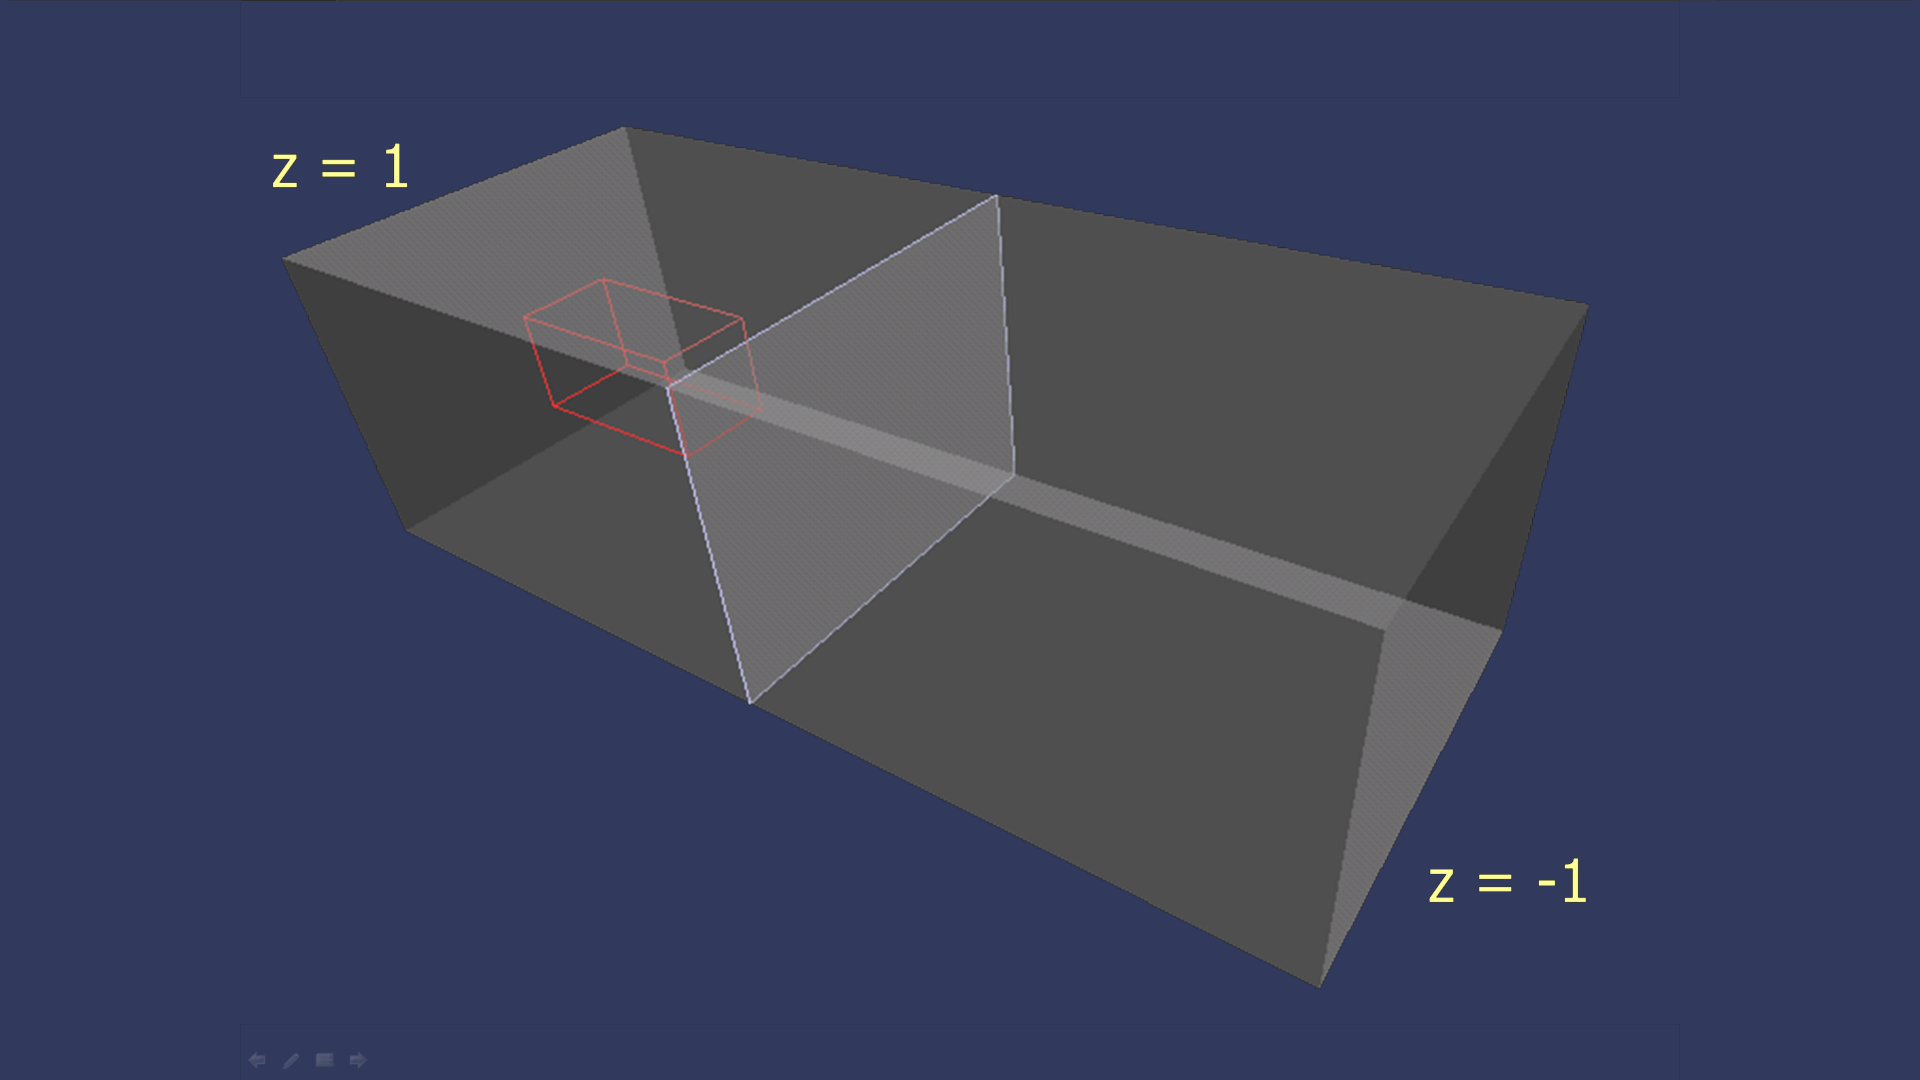 z = 1
z = -1